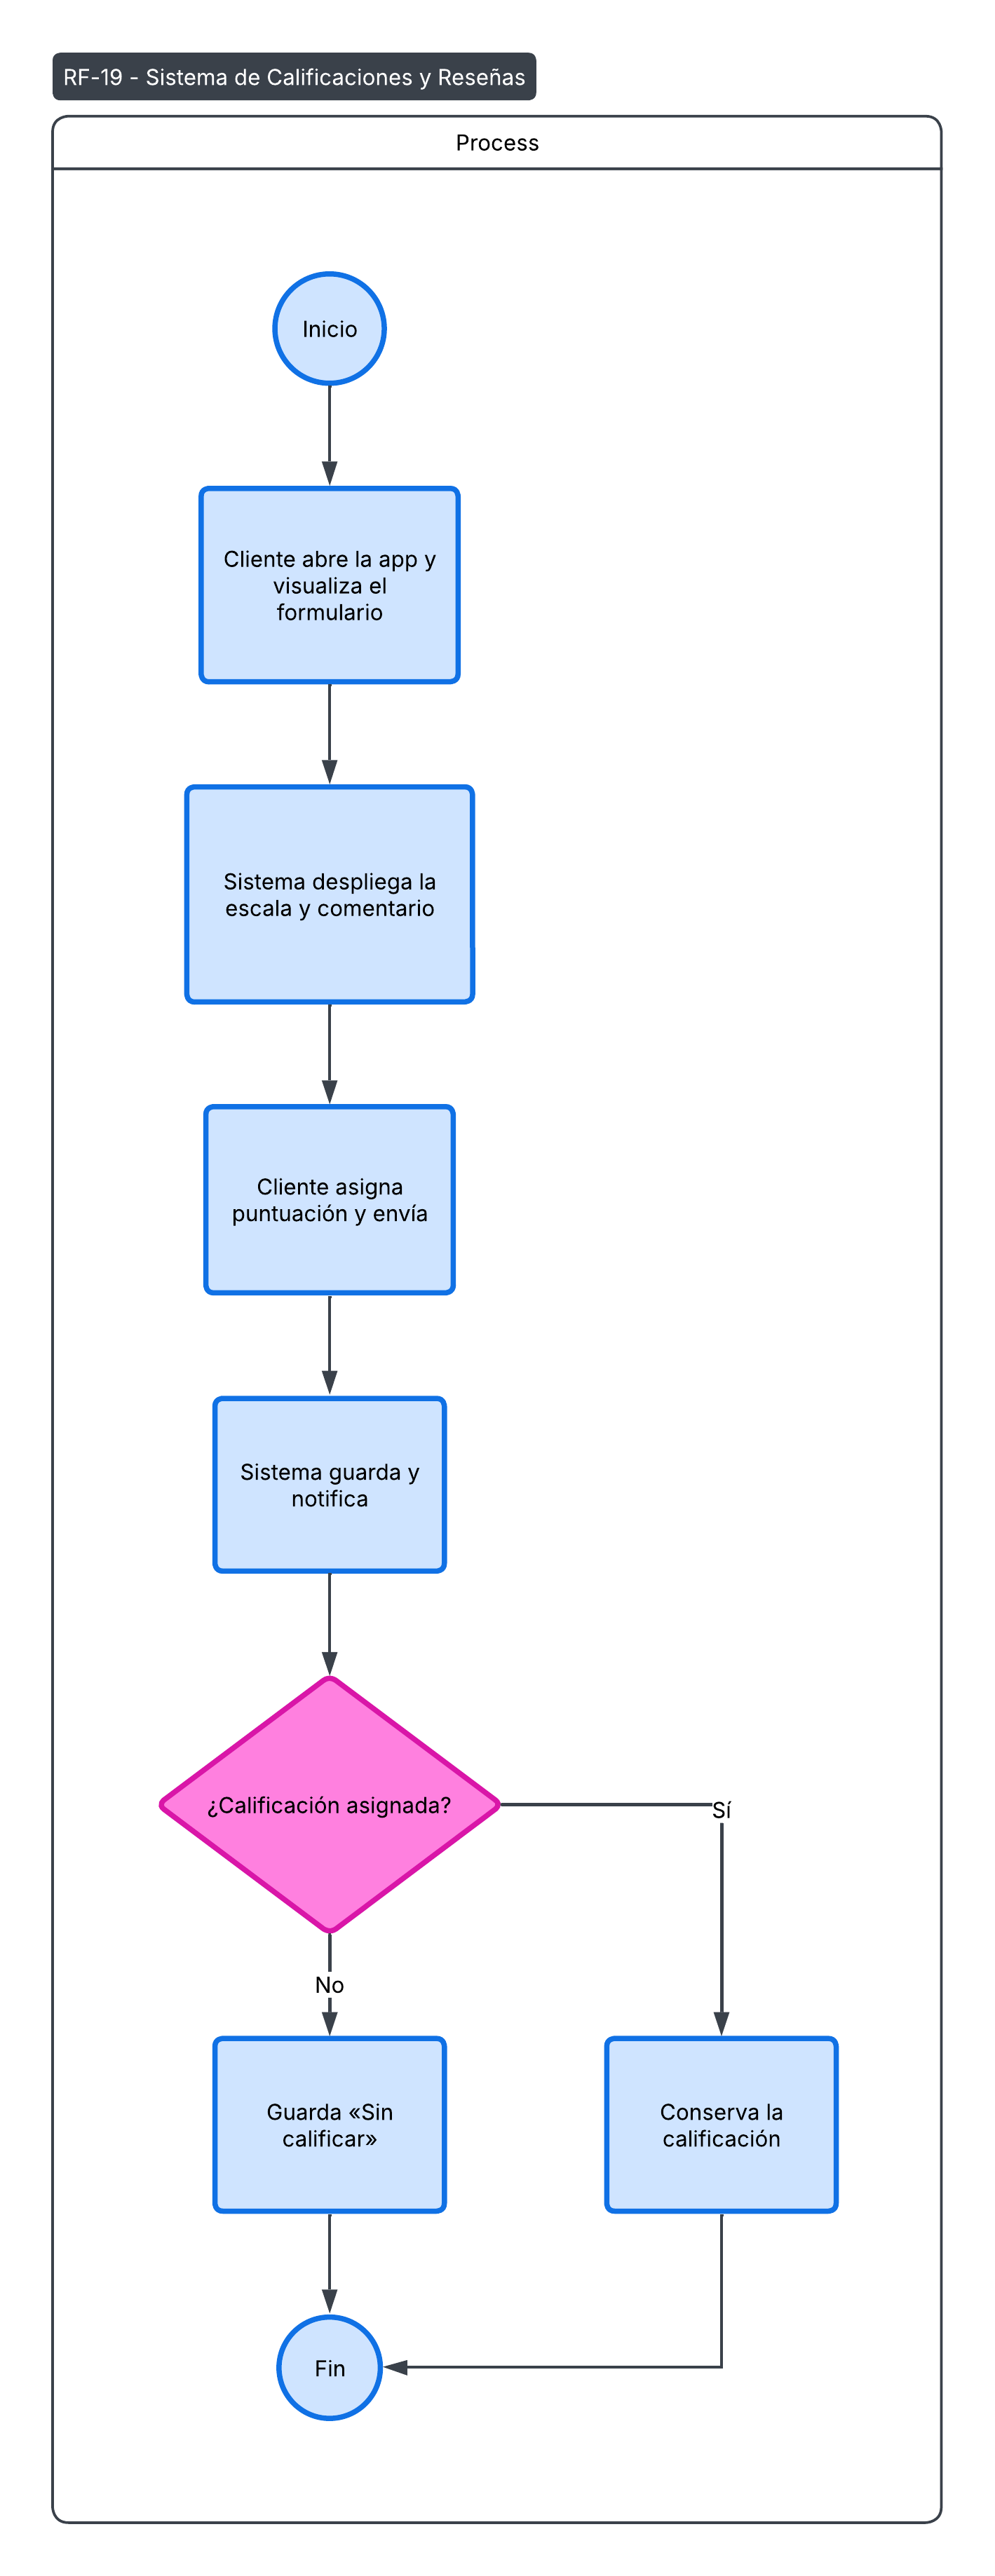 RF-19 - Sistema de Calificaciones y Reseñas
Process
Inicio
Cliente abre la app y
visualiza el
formulario
Sistema despliega la
escala y comentario
Cliente asigna
puntuación y envía
Sistema guarda y
notifica
¿Calificación asignada?
Sí
No
Guarda «Sin
calificar»
Conserva la
calificación
Fin